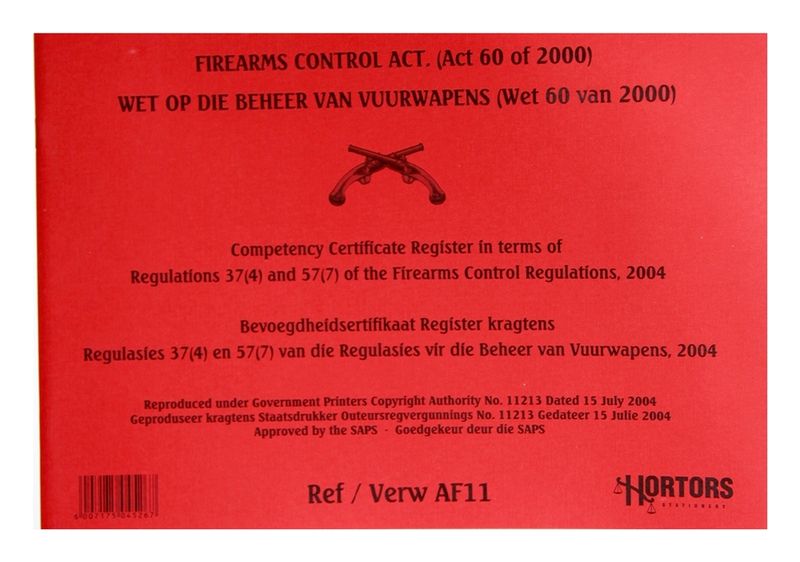 FIREARMS CONTROL ACT. (Act 60 of 2000)
WET OP DIE BEHEER VAN VUURWAPENS (Wet 60 van 2000)
Competency Certificate Register in terms of
Regulations 37(4) and 57(7) of the Firearms Control Regulations, 2004
Bevoegdheidsertifikaat Register kragtens
Regulasies 37(4) en 57(7) van die Regulasies vir die Beheer van Vuurwapens, 2004
Reproduced under Government Printers Copyright Authority No. 11213 Dated 15 July 2004
Geproduseer kragtens Staatsdrukker Outeursregvergunnings No. 11213 Gedateer 15 Julie 2004
Approved by the SAPS - Goedgekeur deur die SAPS
6 007175 045267
Ref / Verw AF11
HORTORS
STATIONERY